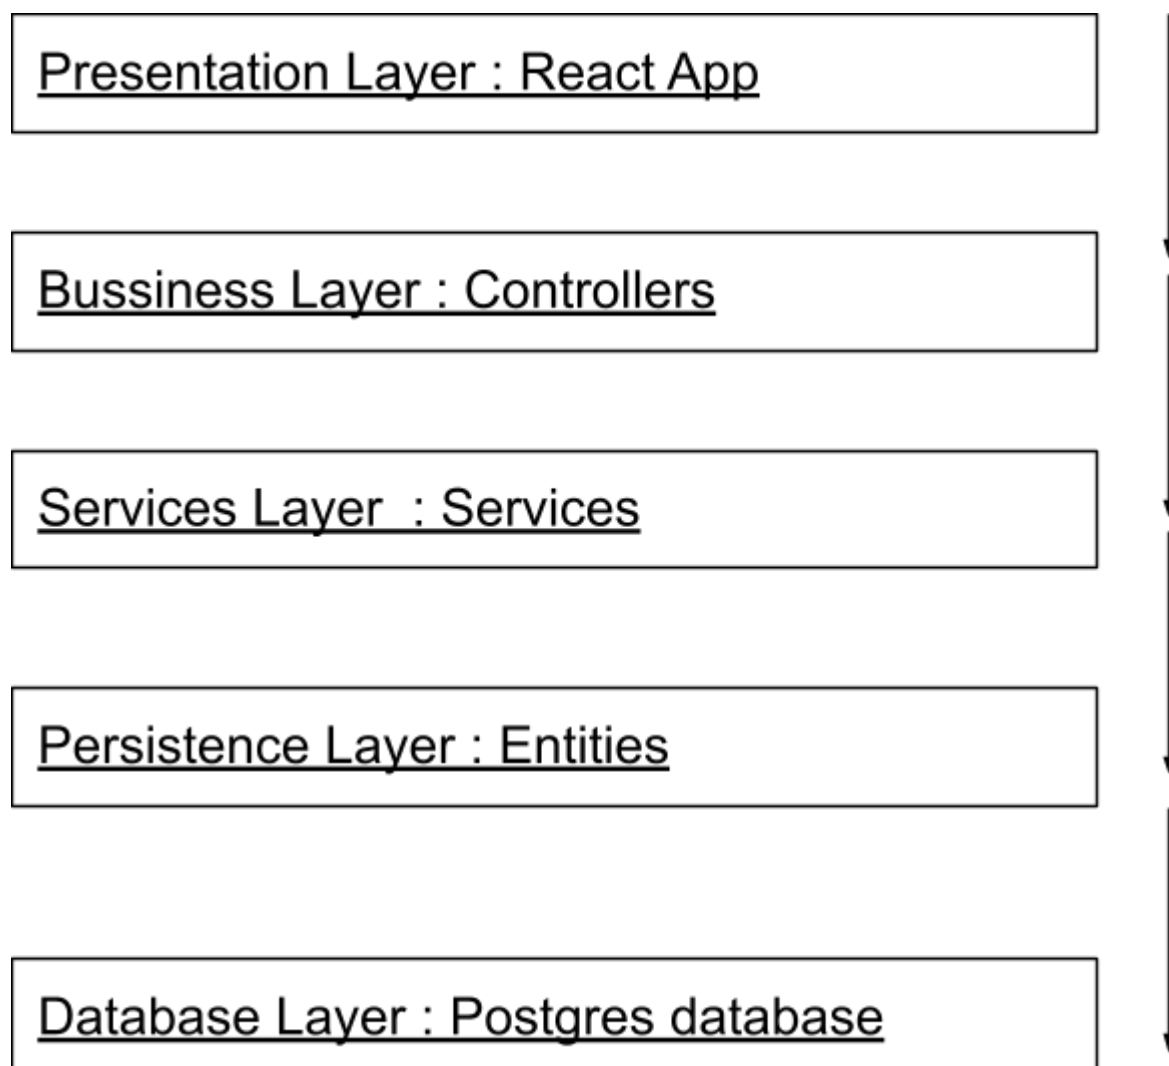 Presentation Layer : React App
Bussiness Layer : Controllers
Services Layer  : Services
Persistence Layer : Entities
Database Layer : Postgres database